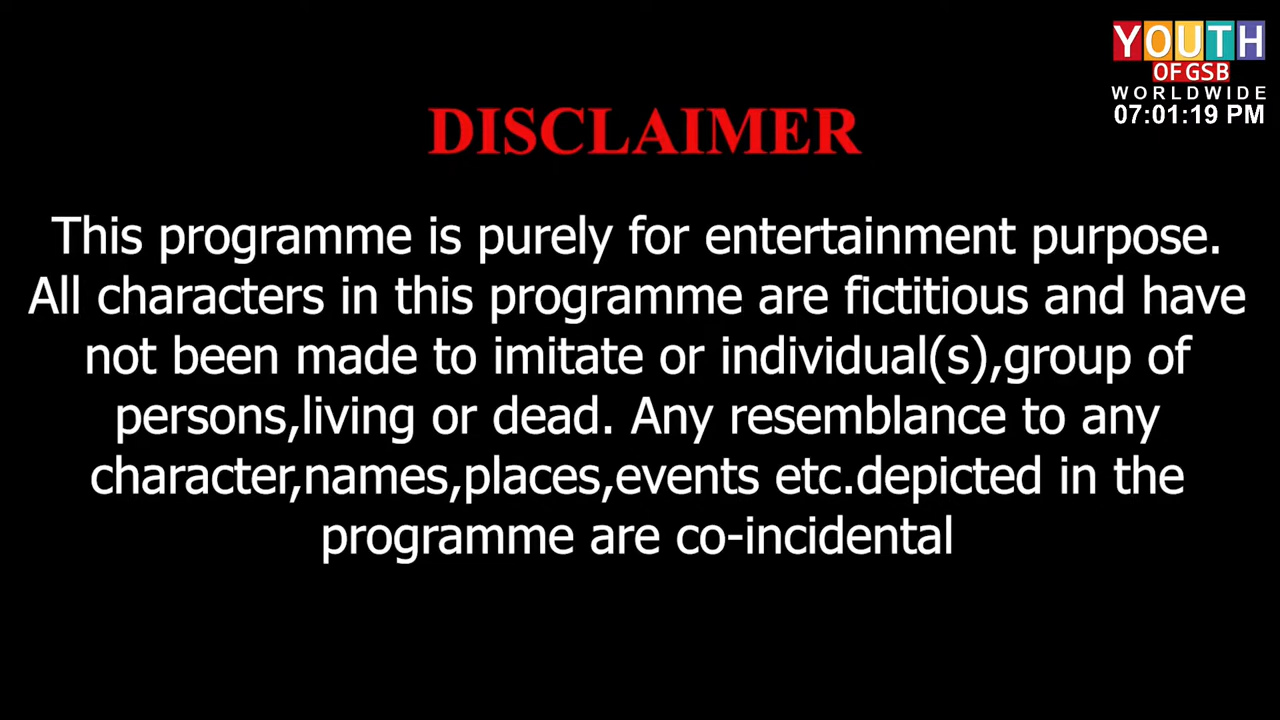 YOUTH
OF GSB
WORLDWIDE
07:01:19 PM
DISCLAIMER
This programme is purely for entertainment purpose.
All characters in this programme are fictitious and have
not been made to imitate or individual(s),group of
persons,living or dead. Any resemblance to any
character,names,places,events etc.depicted in the
programme are co-incidental